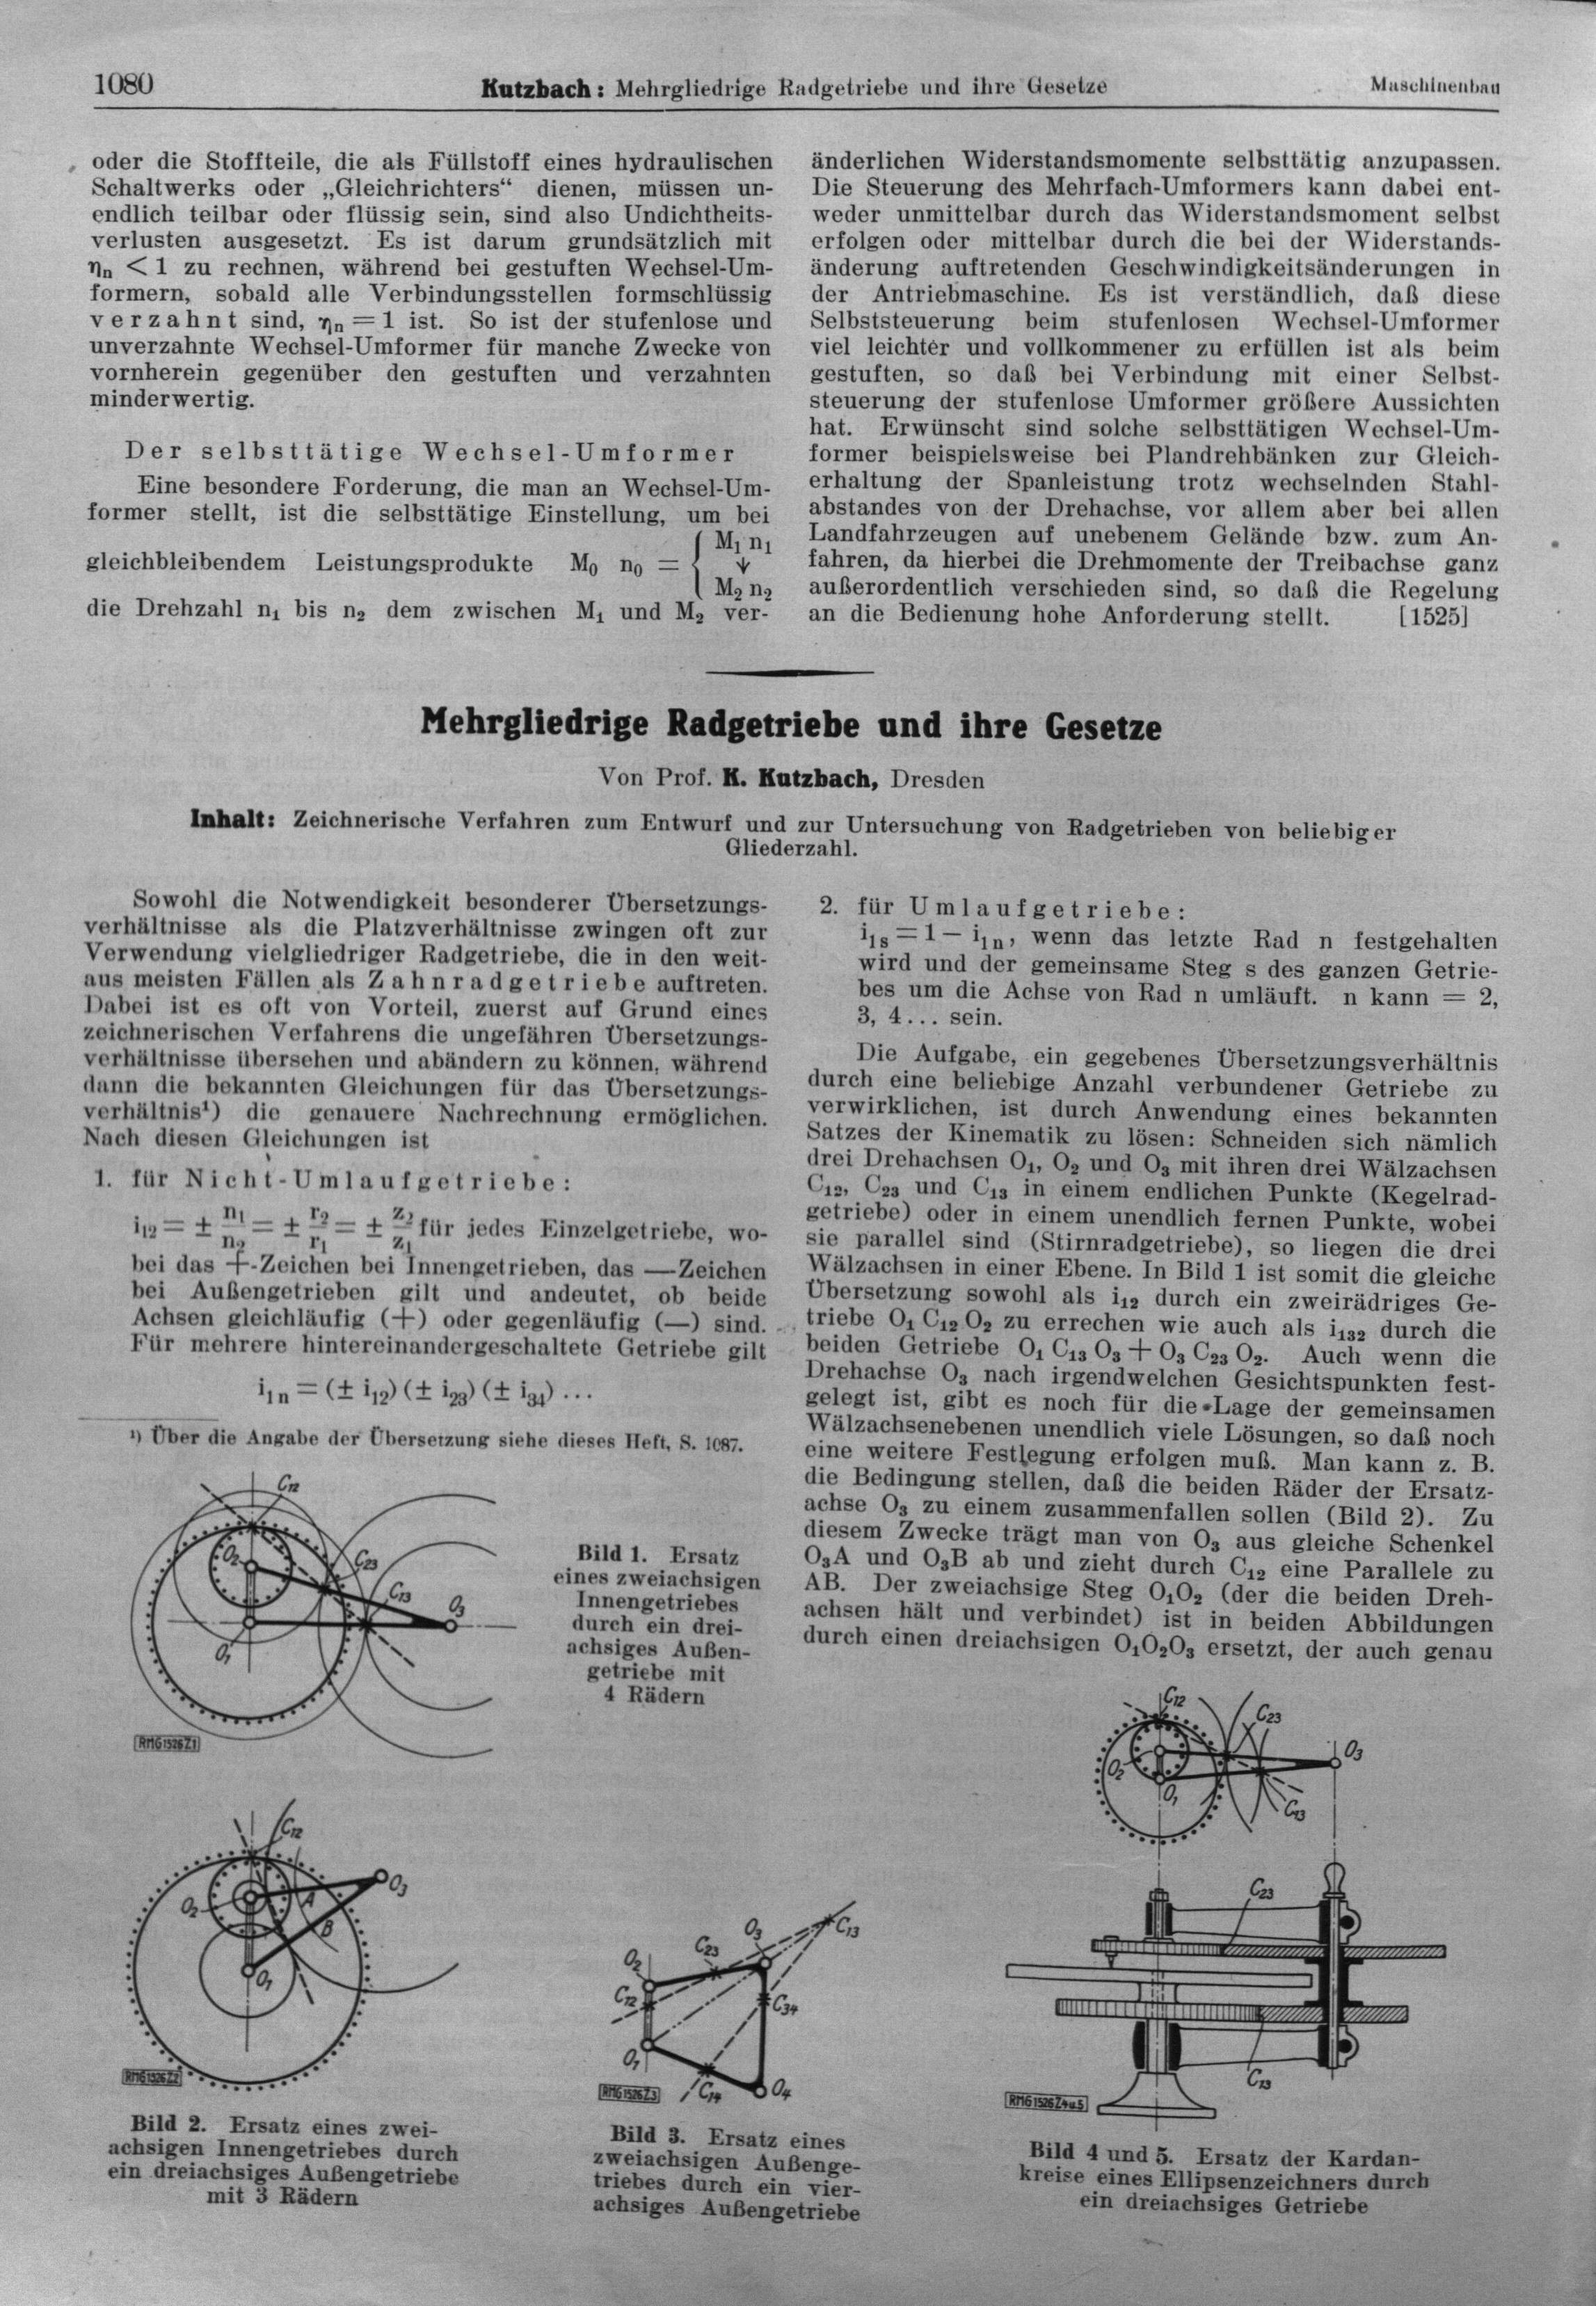 1080
Kutzbach: Mehrgliedrige Radgetriebe und ihre Gesetze
Maschinenbau
oder die Stoffteile, die als Füllstoff eines hydraulischen
Schaltwerks oder „Gleichrichters“ dienen, müssen un-
endlich teilbar oder flüssig sein, sind also Undichtheits-
verlusten ausgesetzt. Es ist darum grundsätzlich mit
ηn < 1 zu rechnen, während bei gestuften Wechsel-Um-
formern, sobald alle Verbindungsstellen formschlüssig
verzahnt sind, ηn = 1 ist. So ist der stufenlose und
unverzahnte Wechsel-Umformer für manche Zwecke von
vornherein gegenüber den gestuften und verzahnten
minderwertig.
Der selbsttätige Wechsel-Umformer
Eine besondere Forderung, die man an Wechsel-Um-
former stellt, ist die selbsttätige Einstellung, um bei
gleichbleibendem Leistungsprodukte M0 n0 = { M1 n1 ↓ M2 n2
die Drehzahl n1 bis n2 dem zwischen M1 und M2 ver-
änderlichen Widerstandsmomente selbsttätig anzupassen.
Die Steuerung des Mehrfach-Umformers kann dabei ent-
weder unmittelbar durch das Widerstandsmoment selbst
erfolgen oder mittelbar durch die bei der Widerstands-
änderung auftretenden Geschwindigkeitsänderungen in
der Antriebmaschine. Es ist verständlich, daß diese
Selbststeuerung beim stufenlosen Wechsel-Umformer
viel leichter und vollkommener zu erfüllen ist als beim
gestuften, so daß bei Verbindung mit einer Selbst-
steuerung der stufenlose Umformer größere Aussichten
hat. Erwünscht sind solche selbsttätigen Wechsel-Um-
former beispielsweise bei Plandrehbänken zur Gleich-
erhaltung der Spanleistung trotz wechselnden Stahl-
abstandes von der Drehachse, vor allem aber bei allen
Landfahrzeugen auf unebenem Gelände bzw. zum An-
fahren, da hierbei die Drehmomente der Treibachse ganz
außerordentlich verschieden sind, so daß die Regelung
an die Bedienung hohe Anforderung stellt. [1525]
Mehrgliedrige Radgetriebe und ihre Gesetze
Von Prof. K. Kutzbach, Dresden
Inhalt: Zeichnerische Verfahren zum Entwurf und zur Untersuchung von Radgetrieben von beliebiger
Gliederzahl.
Sowohl die Notwendigkeit besonderer Übersetzungs-
verhältnisse als die Platzverhältnisse zwingen oft zur
Verwendung vielgliedriger Radgetriebe, die in den weit-
aus meisten Fällen als Zahnradgetriebe auftreten.
Dabei ist es oft von Vorteil, zuerst auf Grund eines
zeichnerischen Verfahrens die ungefähren Übersetzungs-
verhältnisse übersehen und abändern zu können, während
dann die bekannten Gleichungen für das Übersetzungs-
verhältnis¹) die genauere Nachrechnung ermöglichen.
Nach diesen Gleichungen ist
1. für Nicht-Umlaufgetriebe:
i12 = ± n1/n2 = ± r2/r1 = ± z2/z1 für jedes Einzelgetriebe, wo-
bei das +-Zeichen bei Innengetrieben, das —Zeichen
bei Außengetrieben gilt und andeutet, ob beide
Achsen gleichläufig (+) oder gegenläufig (—) sind.
Für mehrere hintereinandergeschaltete Getriebe gilt
i1n = (± i12) (± i23) (± i34) ...
¹) Über die Angabe der Übersetzung siehe dieses Heft, S. 1087.
2. für Umlaufgetriebe:
i1s = 1 — i1n, wenn das letzte Rad n festgehalten
wird und der gemeinsame Steg s des ganzen Getrie-
bes um die Achse von Rad n umläuft. n kann = 2,
3, 4... sein.
Die Aufgabe, ein gegebenes Übersetzungsverhältnis
durch eine beliebige Anzahl verbundener Getriebe zu
verwirklichen, ist durch Anwendung eines bekannten
Satzes der Kinematik zu lösen: Schneiden sich nämlich
drei Drehachsen O1, O2 und O3 mit ihren drei Wälzachsen
C12, C23 und C13 in einem endlichen Punkte (Kegelrad-
getriebe) oder in einem unendlich fernen Punkte, wobei
sie parallel sind (Stirnradgetriebe), so liegen die drei
Wälzachsen in einer Ebene. In Bild 1 ist somit die gleiche
Übersetzung sowohl als i12 durch ein zweirädriges Ge-
triebe O1 C12 O2 zu errechen wie auch als i132 durch die
beiden Getriebe O1 C13 O3 + O3 C23 O2. Auch wenn die
Drehachse O3 nach irgendwelchen Gesichtspunkten fest-
gelegt ist, gibt es noch für die Lage der gemeinsamen
Wälzachsenebenen unendlich viele Lösungen, so daß noch
eine weitere Festlegung erfolgen muß. Man kann z. B.
die Bedingung stellen, daß die beiden Räder der Ersatz-
achse O3 zu einem zusammenfallen sollen (Bild 2). Zu
diesem Zwecke trägt man von O3 aus gleiche Schenkel
O3A und O3B ab und zieht durch C12 eine Parallele zu
AB. Der zweiachsige Steg O1O2 (der die beiden Dreh-
achsen hält und verbindet) ist in beiden Abbildungen
durch einen dreiachsigen O1O2O3 ersetzt, der auch genau
C12
O2
C23
C13
O3
O1
RMG1526Z1
Bild 1. Ersatz
eines zweiachsigen
Innengetriebes
durch ein drei-
achsiges Außen-
getriebe mit
4 Rädern
C12
O2
A
O3
B
O1
RMG1526Z2
Bild 2. Ersatz eines zwei-
achsigen Innengetriebes durch
ein dreiachsiges Außengetriebe
mit 3 Rädern
O2
C23
O3
C13
C12
C34
O1
C14
O4
RMG1526Z3
Bild 3. Ersatz eines
zweiachsigen Außenge-
triebes durch ein vier-
achsiges Außengetriebe
C12
C23
O3
O2
O1
C13
C23
C13
RMG1526Z4u.5
Bild 4 und 5. Ersatz der Kardan-
kreise eines Ellipsenzeichners durch
ein dreiachsiges Getriebe